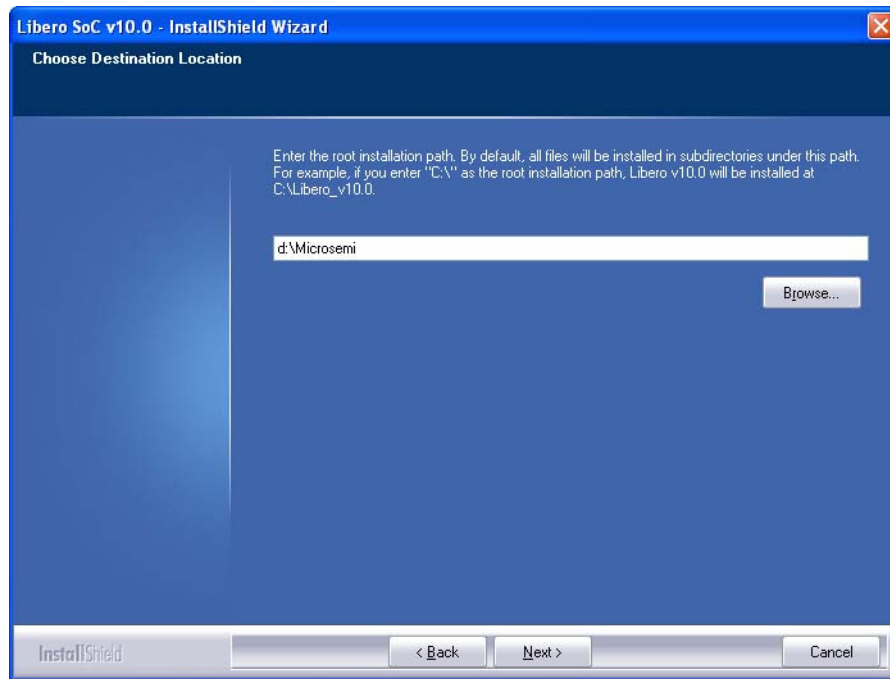 Libero SoC v10.0 - InstallShield Wizard
Choose Destination Location
Enter the root installation path. By default, all files will be installed in subdirectories under this path.
For example, if you enter "C:\" as the root installation path, Libero v10.0 will be installed at
C:\Libero_v10.0.
d:\Microsemi
Browse...
InstallShield
< Back
Next >
Cancel